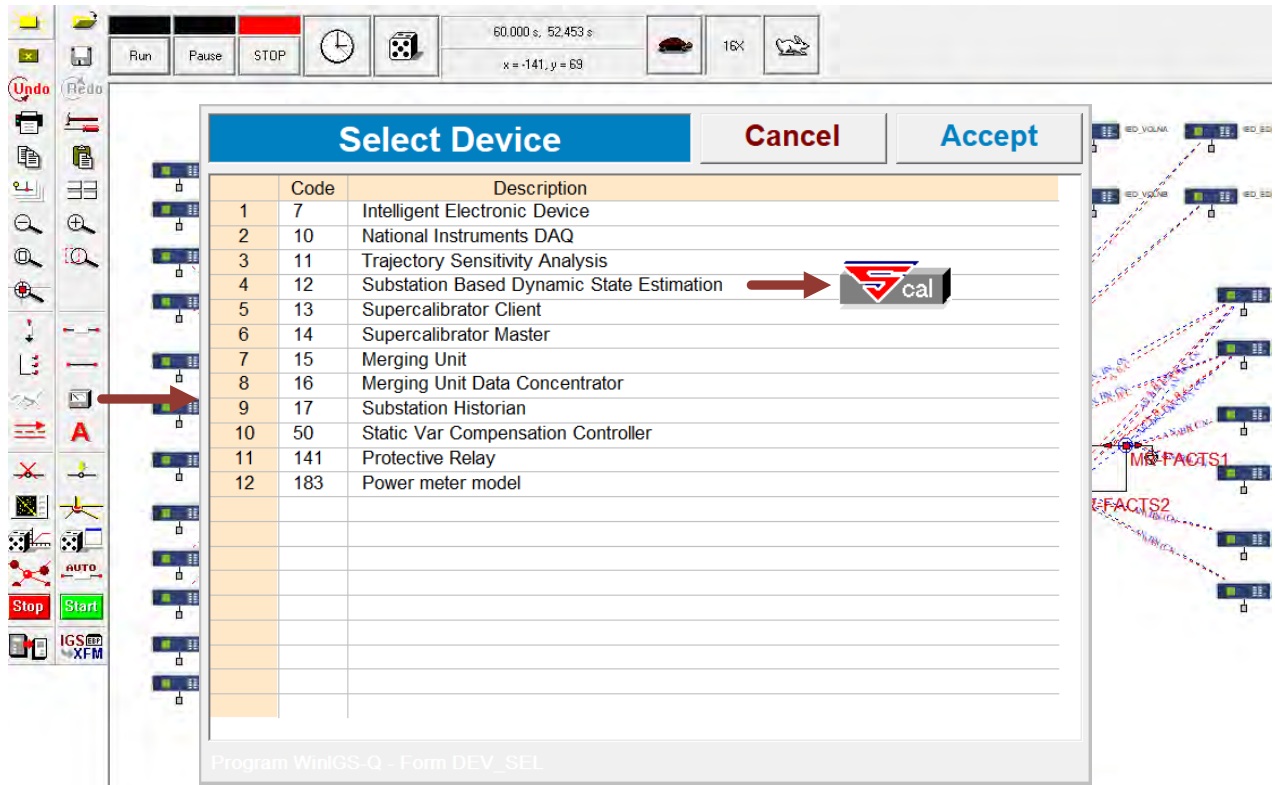 60.000 s, 52.453 s
Run Pause STOP 16X
x = -141, y = 69
Undo Redo
Select Device Cancel Accept
Code Description
1 7 Intelligent Electronic Device
2 10 National Instruments DAQ
3 11 Trajectory Sensitivity Analysis
4 12 Substation Based Dynamic State Estimation
cal
5 13 Supercalibrator Client
6 14 Supercalibrator Master
7 15 Merging Unit
8 16 Merging Unit Data Concentrator
9 17 Substation Historian
10 50 Static Var Compensation Controller
11 141 Protective Relay
12 183 Power meter model
A
AUTO
Stop Start
IGS
XFM
Program WinIGS-Q - Form DEV_SEL
IED_VOLNA
IED_VOLNB
FACTS1
FACTS2